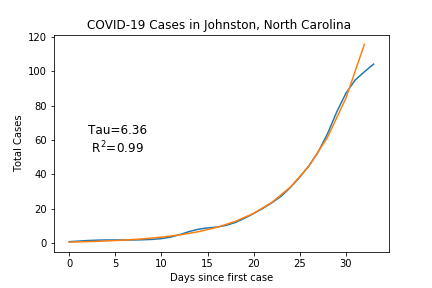 COVID-19 Cases in Johnston, North Carolina
120
100
80
60
40
20
0
Total Cases
Tau=6.36
R²=0.99
0 5 10 15 20 25 30
Days since first case